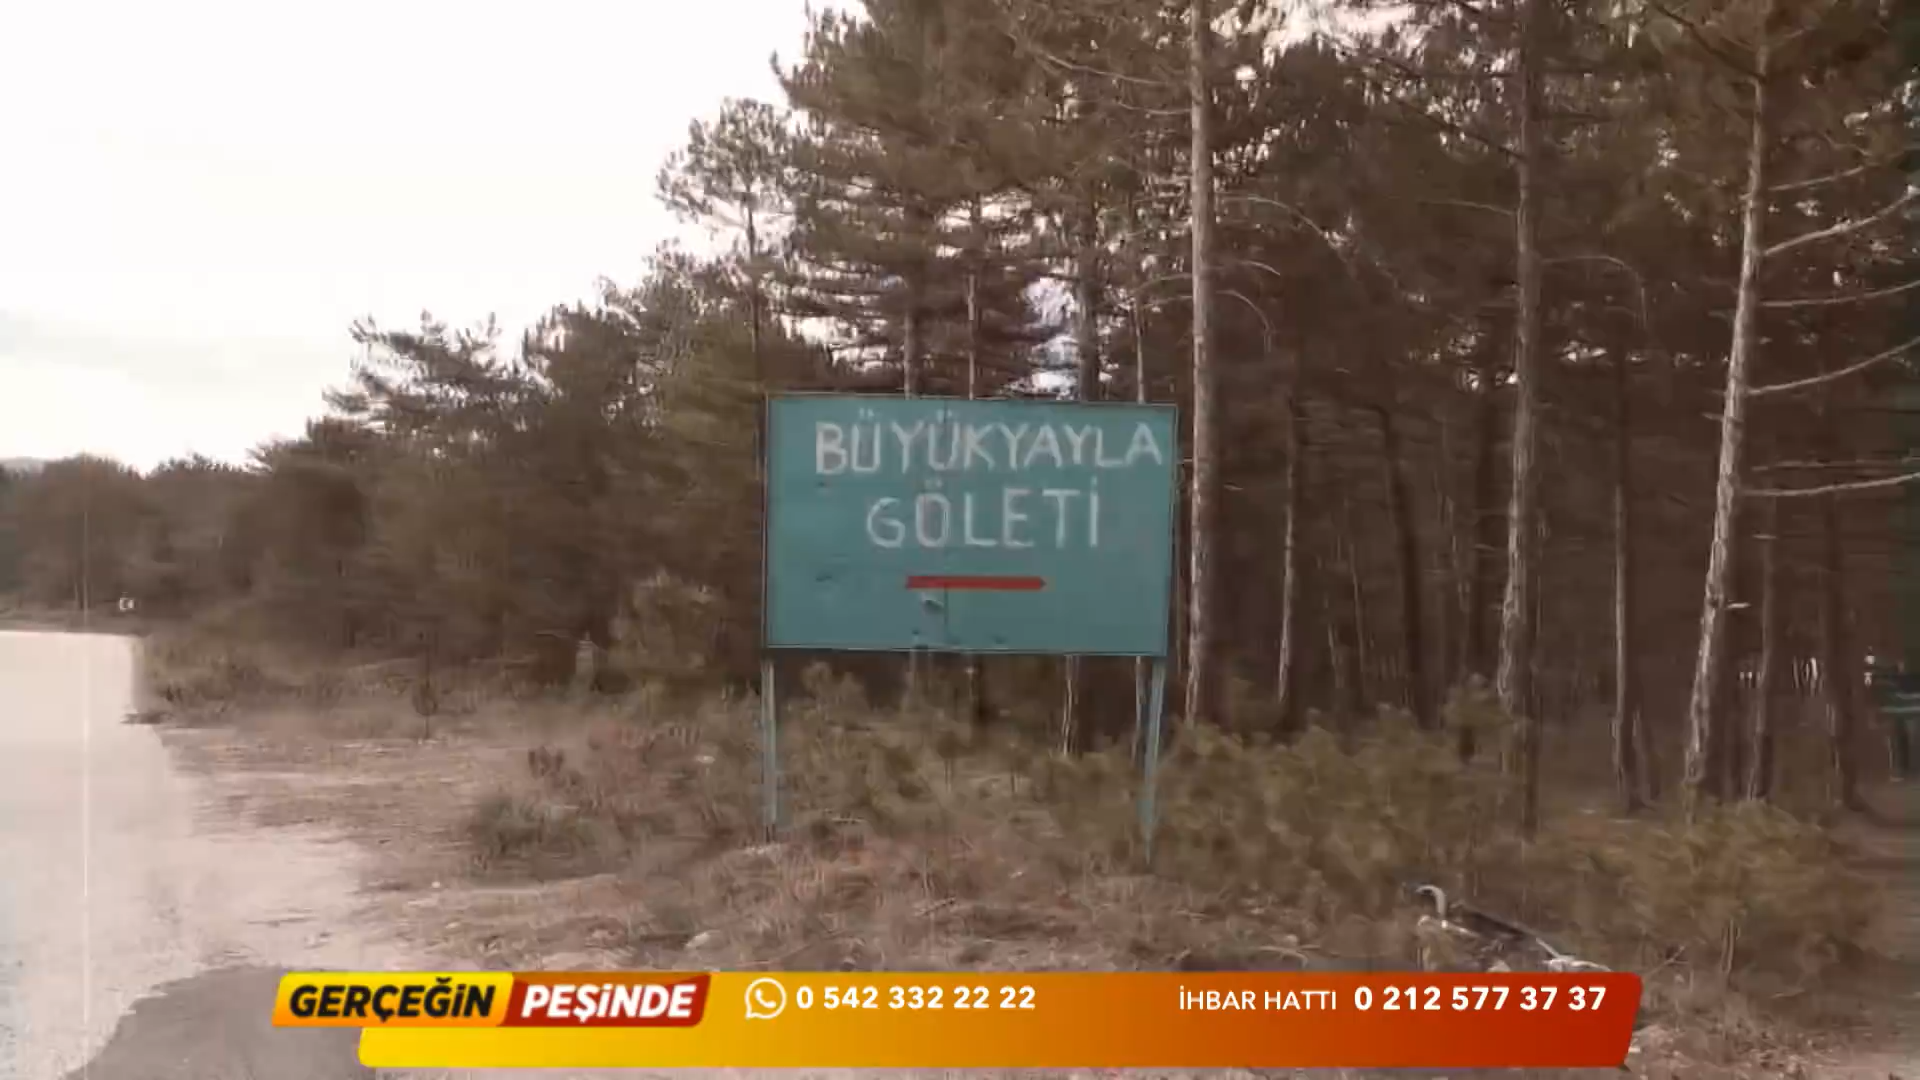 BÜYÜKYAYLA
GÖLETİ
GERÇEĞİN PEŞİNDE 0 542 332 22 22 İHBAR HATTI 0 212 577 37 37